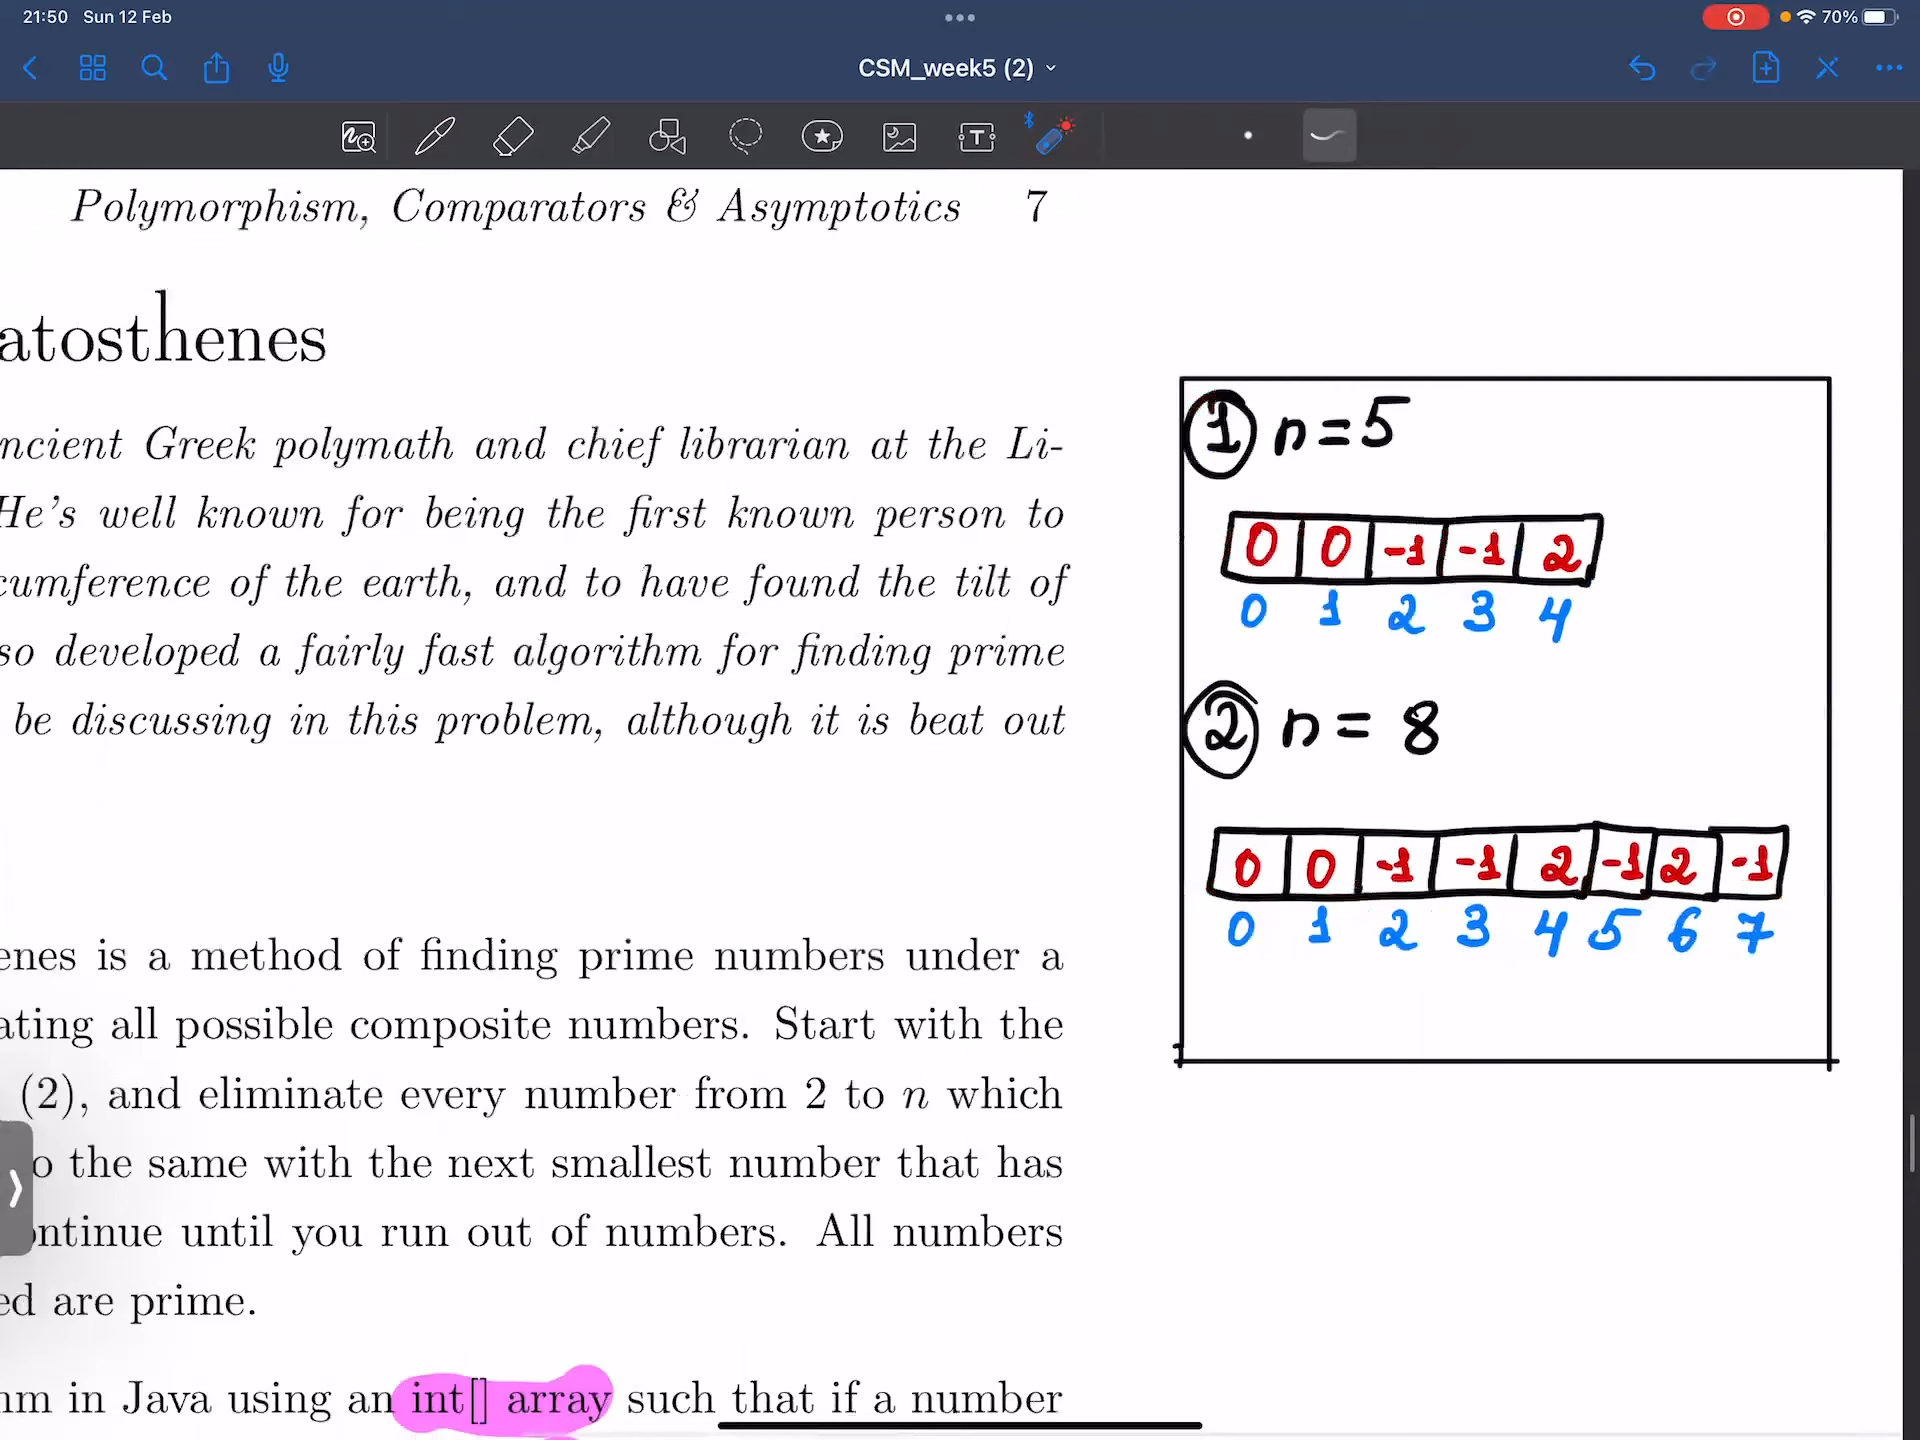 21:50 Sun 12 Feb
70%
CSM_week5 (2)
T
Polymorphism, Comparators & Asymptotics 7
atosthenes
ncient Greek polymath and chief librarian at the Li-
He's well known for being the first known person to
cumference of the earth, and to have found the tilt of
so developed a fairly fast algorithm for finding prime
be discussing in this problem, although it is beat out
enes is a method of finding prime numbers under a
ating all possible composite numbers. Start with the
(2), and eliminate every number from 2 to n which
o the same with the next smallest number that has
ontinue until you run out of numbers. All numbers
ed are prime.
hm in Java using an int[] array such that if a number
1 n=5
0 0 -1 -1 2
0 1 2 3 4
2 n = 8
0 0 -1 -1 2 -1 2 -1
0 1 2 3 4 5 6 7